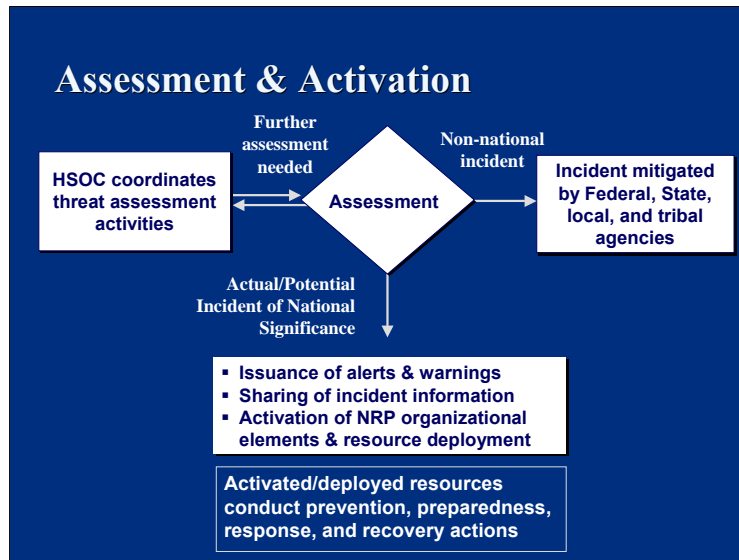 Assessment & Activation
Further
assessment
needed
Non-national
incident
HSOC coordinates
threat assessment
activities
Assessment
Incident mitigated
by Federal, State,
local, and tribal
agencies
Actual/Potential
Incident of National
Significance
▪ Issuance of alerts & warnings
▪ Sharing of incident information
▪ Activation of NRP organizational
elements & resource deployment
Activated/deployed resources
conduct prevention, preparedness,
response, and recovery actions